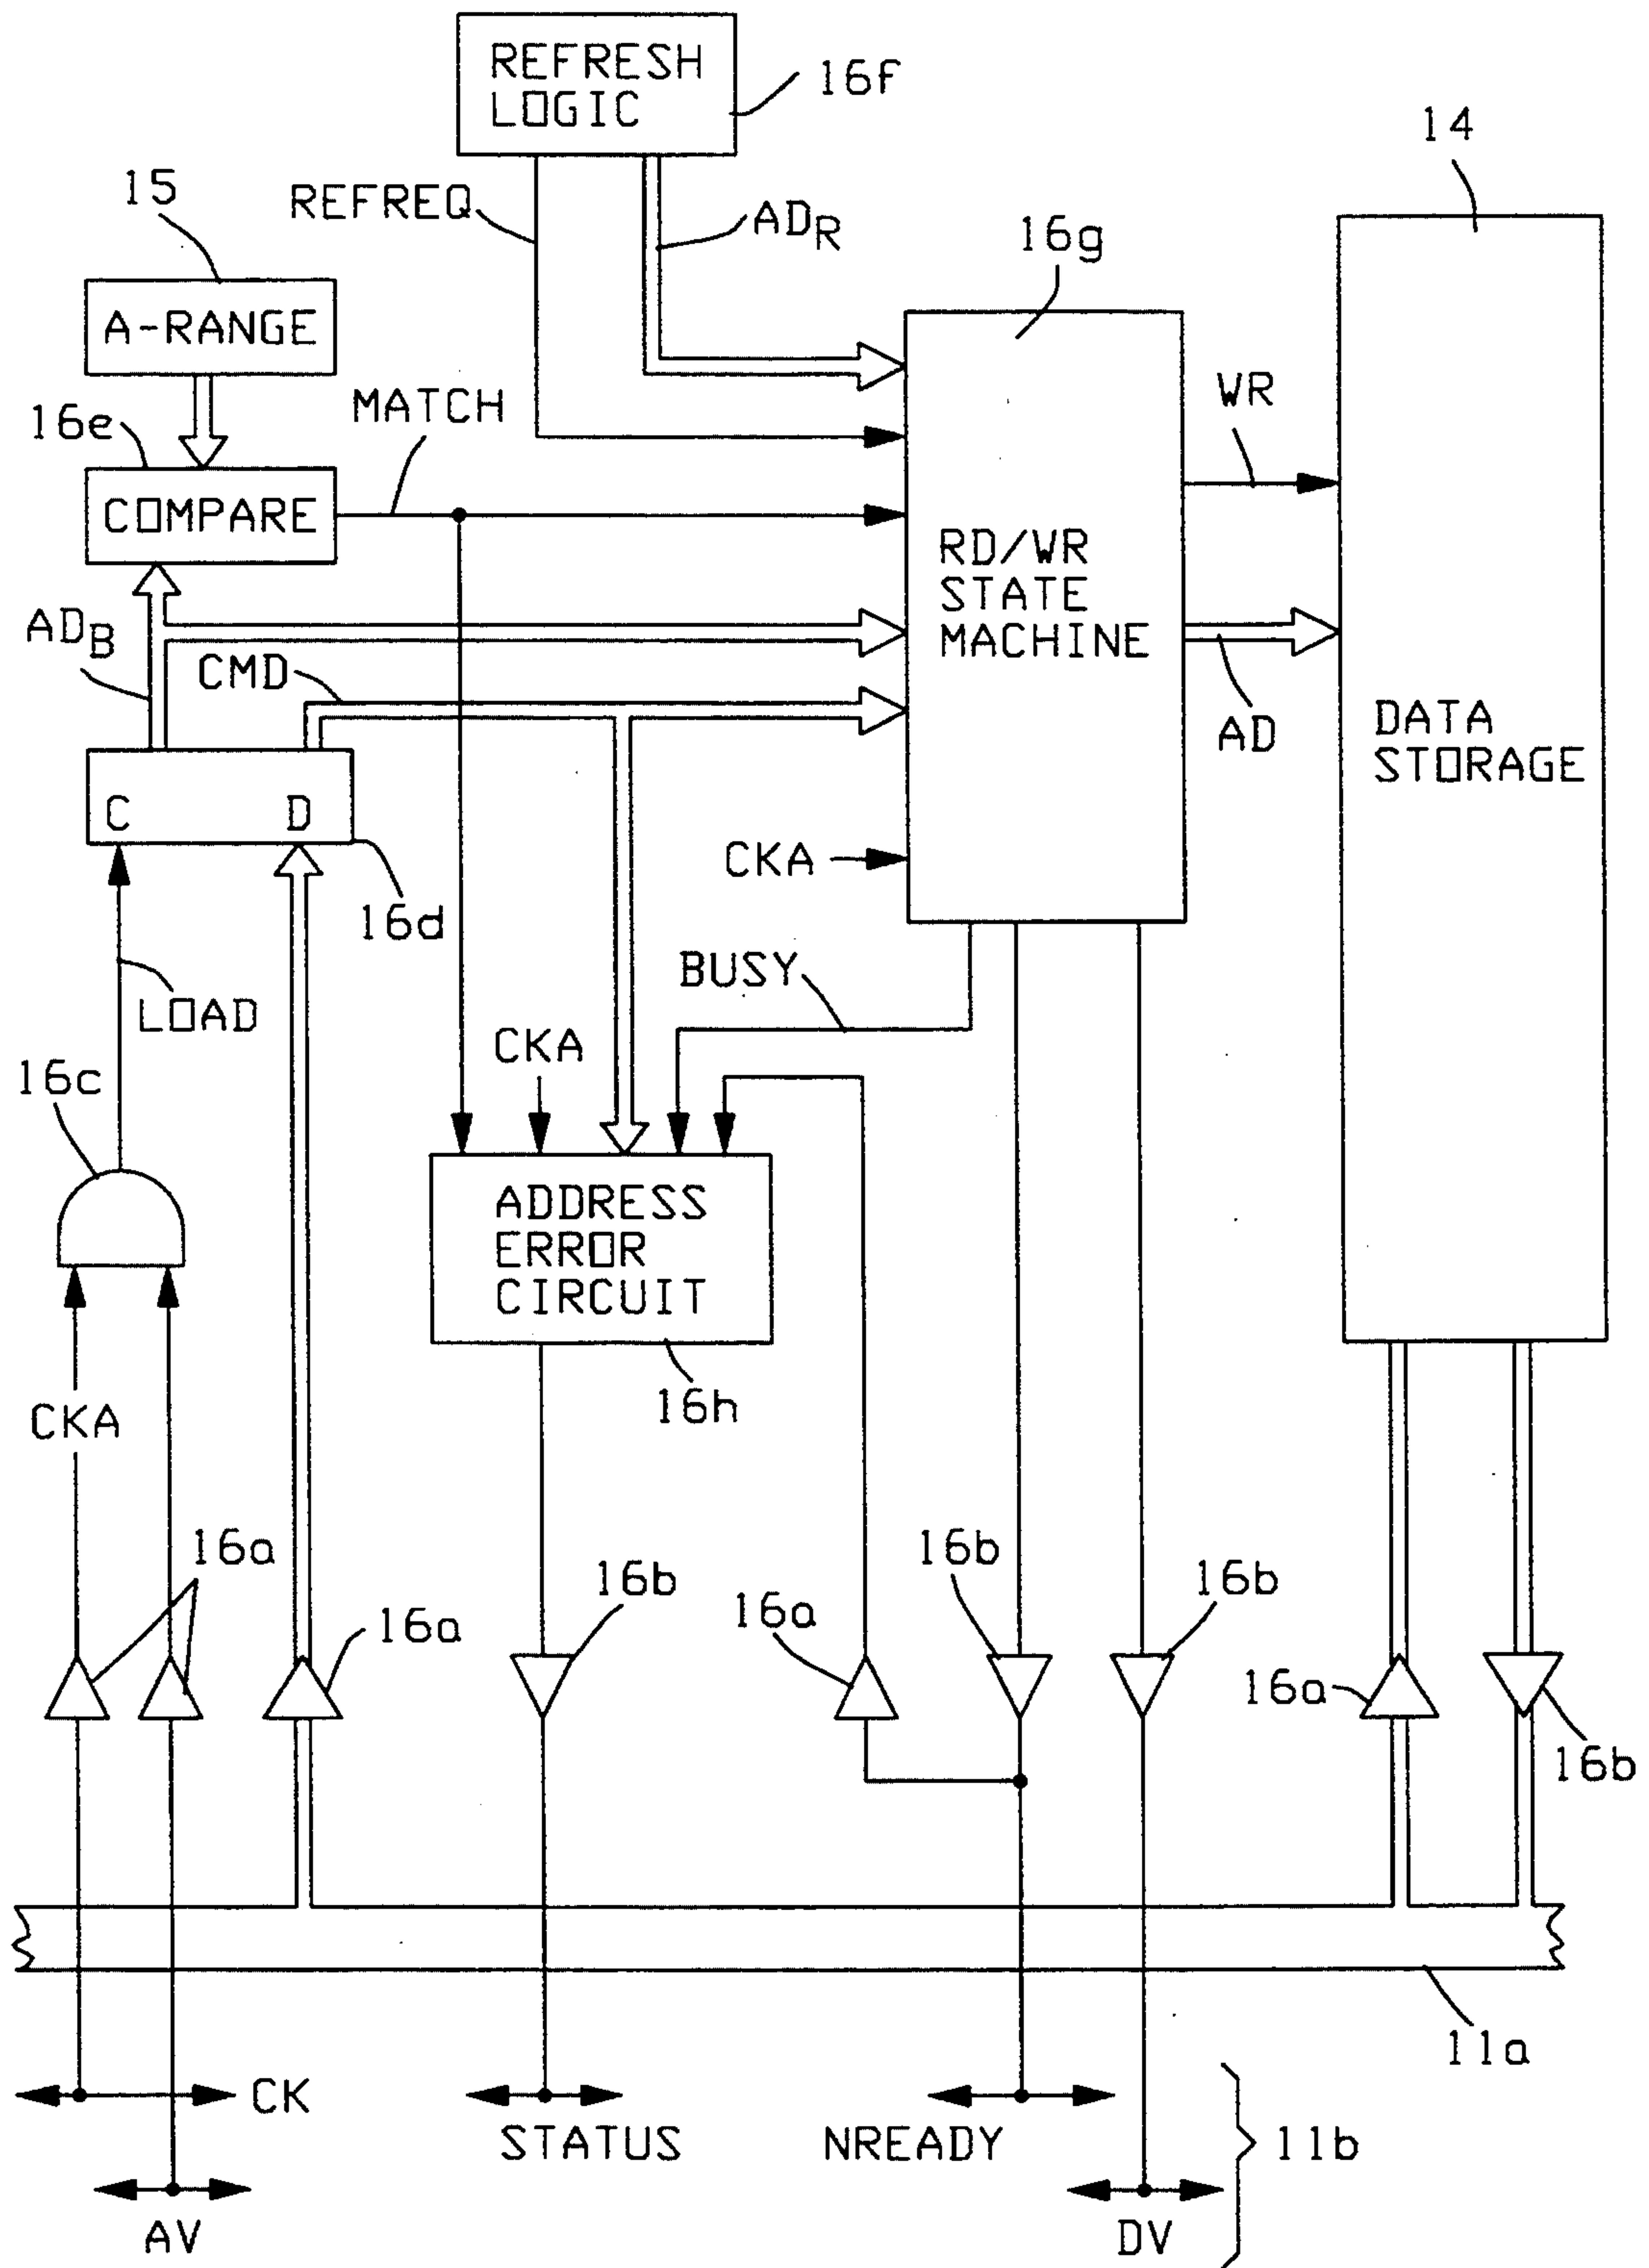 REFRESH
LOGIC
16f
14
15
REFREQ
ADR
16g
A-RANGE
MATCH
WR
16e
COMPARE
RD/WR
STATE
MACHINE
ADB
CMD
AD
DATA
STORAGE
C D
CKA
16d
BUSY
LOAD
CKA
16c
ADDRESS
ERROR
CIRCUIT
16h
CKA
16a
16b
16b
16a
16a
16b
16a
16b
11a
CK
STATUS
NREADY
11b
AV
DV